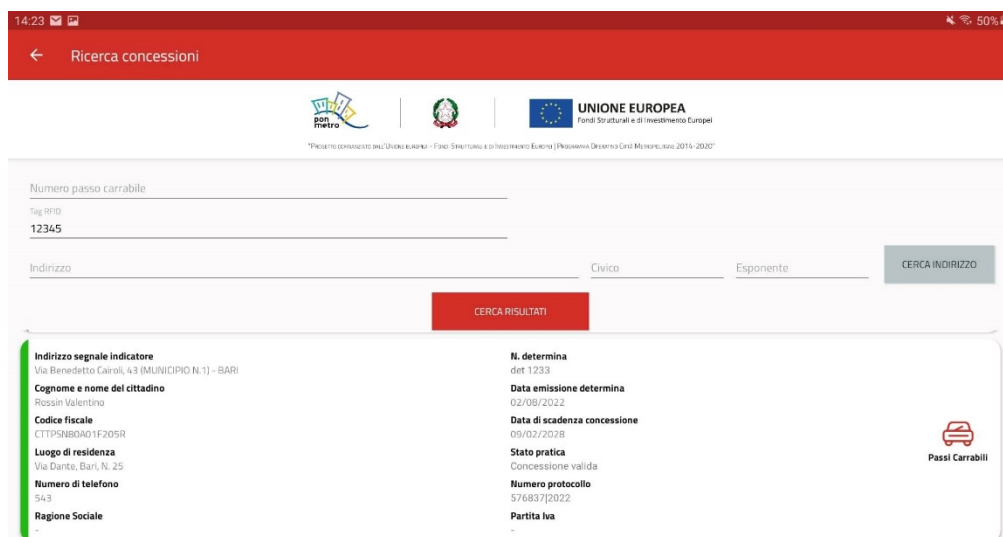 14:23 50%
Ricerca concessioni
pon
metro
UNIONE EUROPEA
Fondi Strutturali e di Investimento Europei
"Progetto cofinanziato dall'Unione europea - Fondi Strutturali e di Investimento Europei | Programma Operativo Città Metropolitane 2014-2020"
Numero passo carrabile
Tag RFID
12345
Indirizzo Civico Esponente CERCA INDIRIZZO
CERCA RISULTATI
Indirizzo segnale indicatore N. determina
Via Benedetto Cairoli, 43 (MUNICIPIO N.1) - BARI det 1233
Cognome e nome del cittadino Data emissione determina
Rossin Valentino 02/08/2022
Codice fiscale Data di scadenza concessione
CTTPSN80A01F205R 09/02/2028
Luogo di residenza Stato pratica
Via Dante, Bari, N. 25 Concessione valida
Passi Carrabili
Numero di telefono Numero protocollo
543 576837|2022
Ragione Sociale Partita Iva
- -